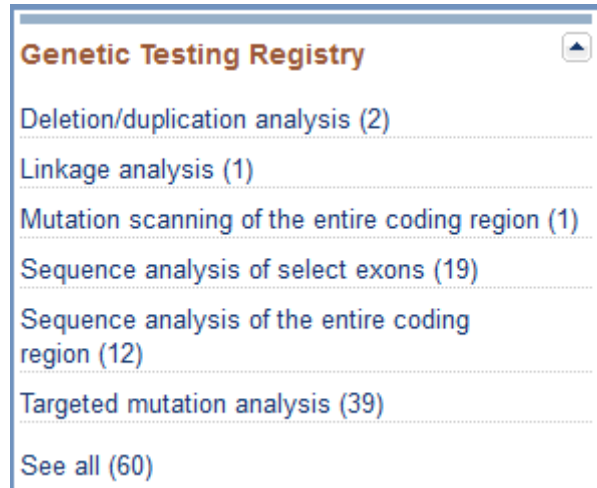 Genetic Testing Registry
Deletion/duplication analysis (2)
Linkage analysis (1)
Mutation scanning of the entire coding region (1)
Sequence analysis of select exons (19)
Sequence analysis of the entire coding
region (12)
Targeted mutation analysis (39)
See all (60)